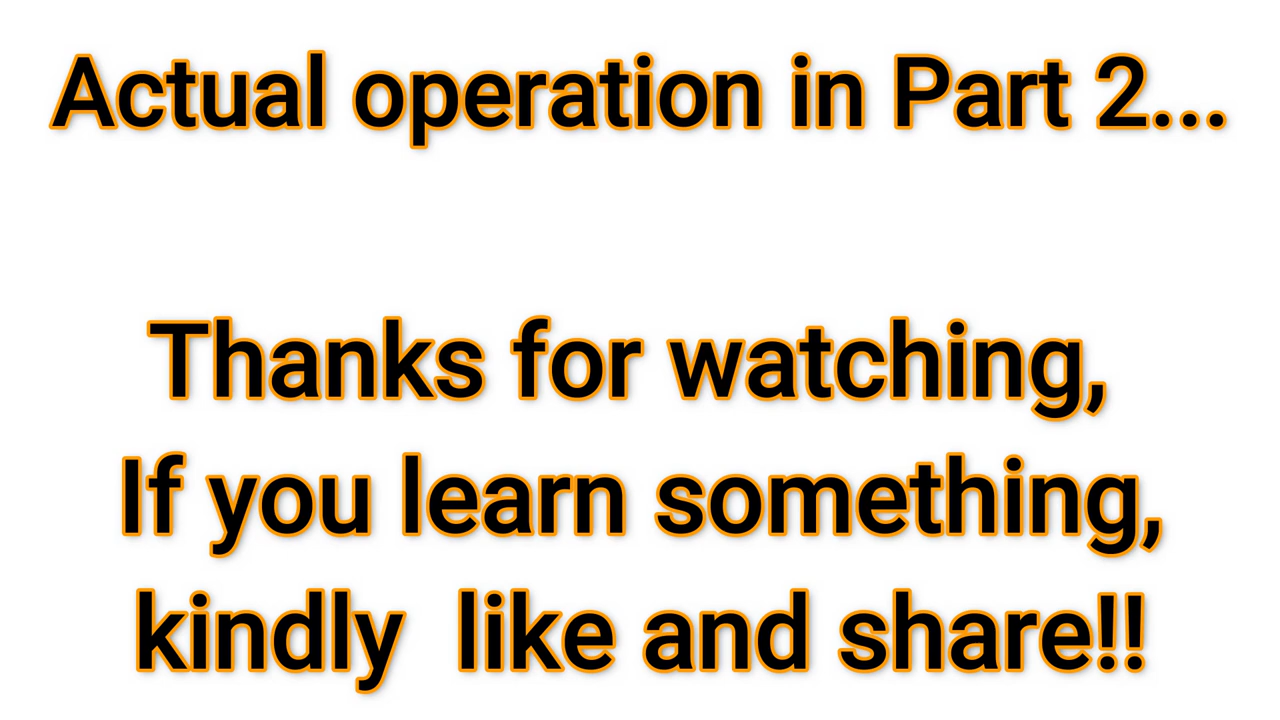 Actual operation in Part 2...
Thanks for watching,
If you learn something,
kindly  like and share!!